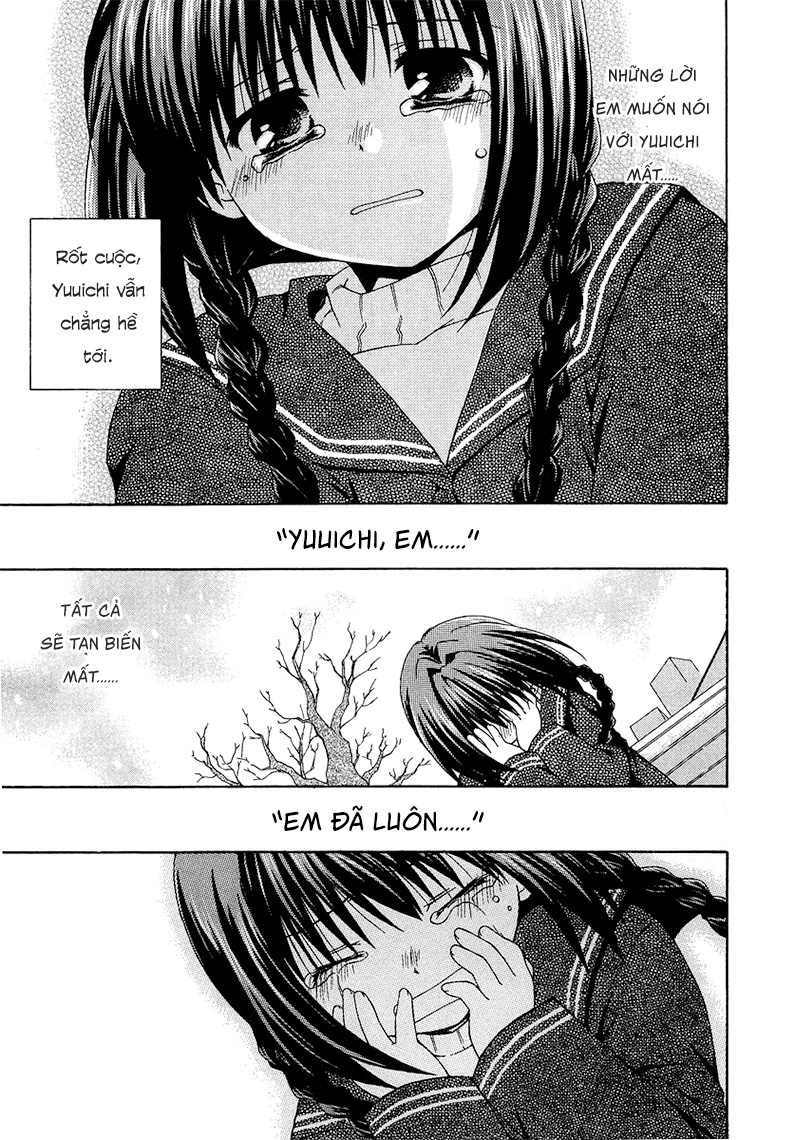 NHỮNG LỜI
EM MUỐN NÓI
VỚI YUUICHI
MẤT.....
Rốt cuộc,
Yuuichi vẫn
chẳng hề
tới.
"YUUICHI, EM......"
TẤT CẢ
SẼ TẠN BIẾN
MẤT......
"EM ĐÃ LUÔN......"